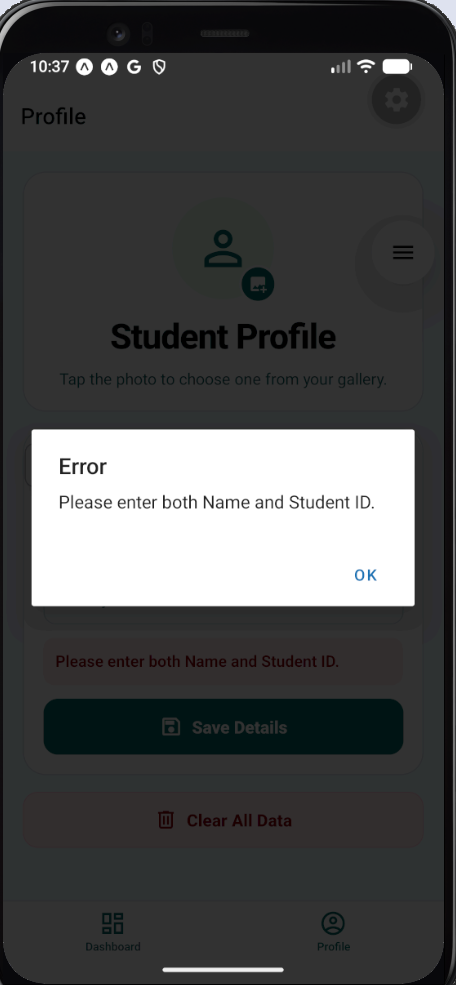 10:37
Profile
Student Profile
Tap the photo to choose one from your gallery.
Error
Please enter both Name and Student ID.
OK
Please enter both Name and Student ID.
Save Details
Clear All Data
Dashboard
Profile